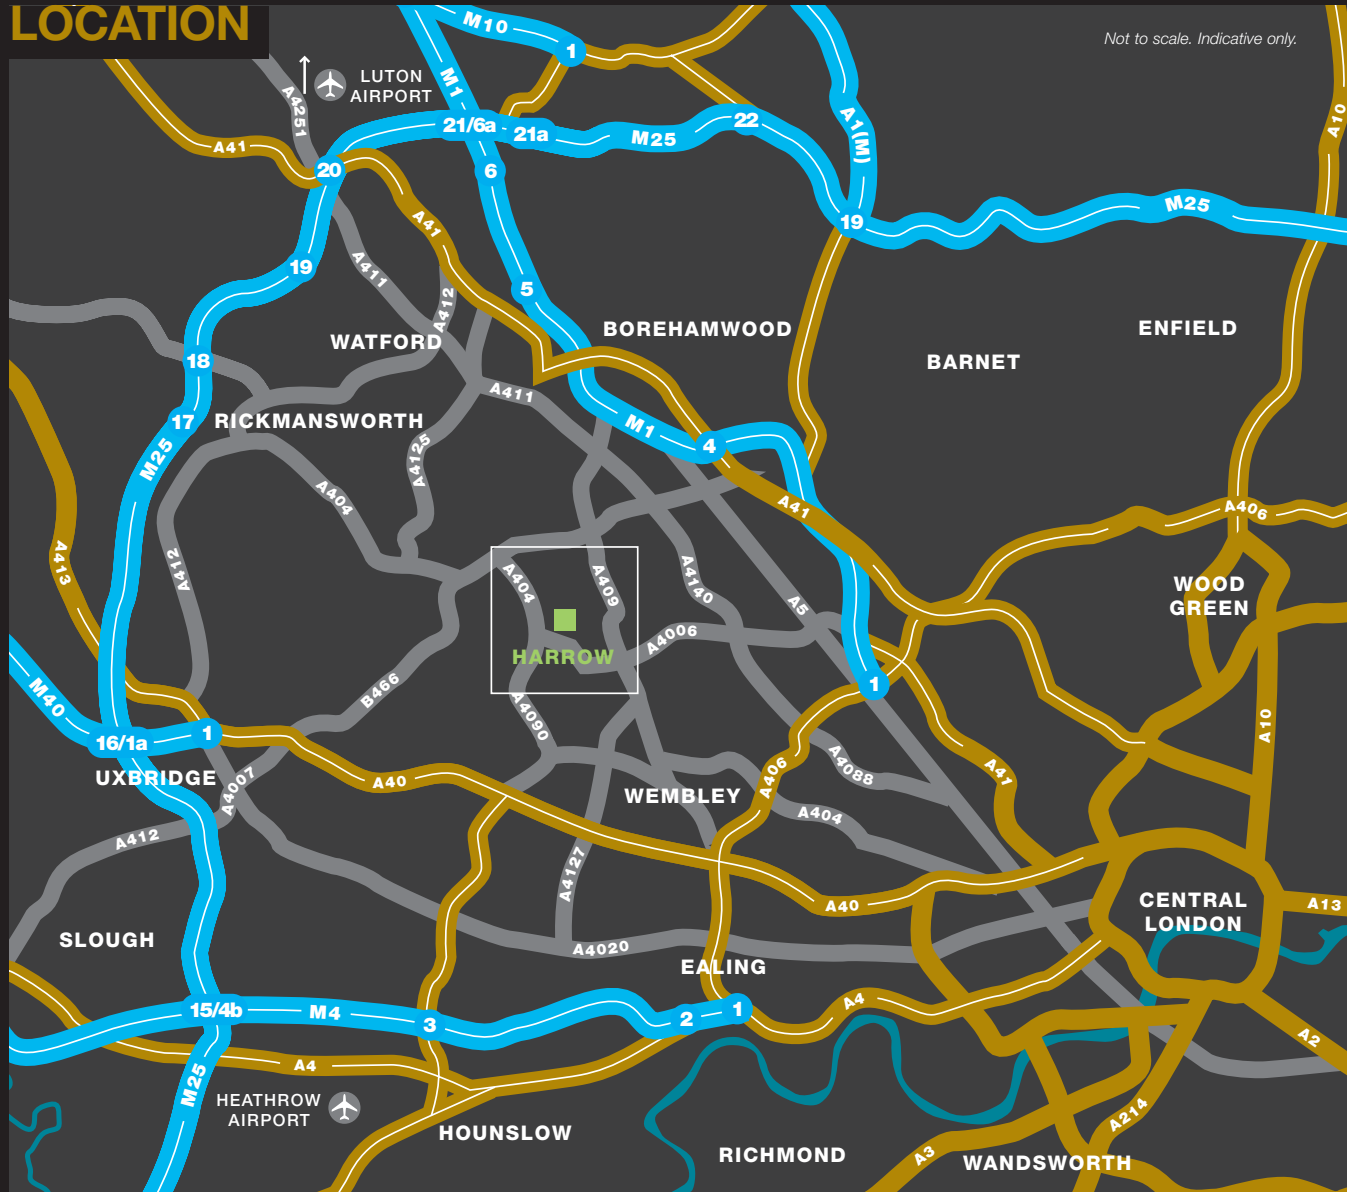 LOCATION
Not to scale. Indicative only.
M10
1
LUTON
AIRPORT
M1
A4251
A10
A1(M)
21/6a
21a
M25
22
A41
20
6
M25
19
A41
A411
19
5
A412
WATFORD
BOREHAMWOOD
ENFIELD
BARNET
18
A411
17
RICKMANSWORTH
M1
4
M25
A4125
A404
A41
A406
A413
A412
A404
A409
A4140
A5
WOOD
GREEN
A4006
HARROW
M40
B466
1
A4090
A10
16/1a
1
UXBRIDGE
A4007
A40
WEMBLEY
A406
A4088
A41
A412
A404
A4127
A40
CENTRAL
LONDON
A13
SLOUGH
A4020
EALING
15/4b
M4
3
2
1
A4
A2
A4
M25
HEATHROW
AIRPORT
HOUNSLOW
A214
RICHMOND
A3
WANDSWORTH